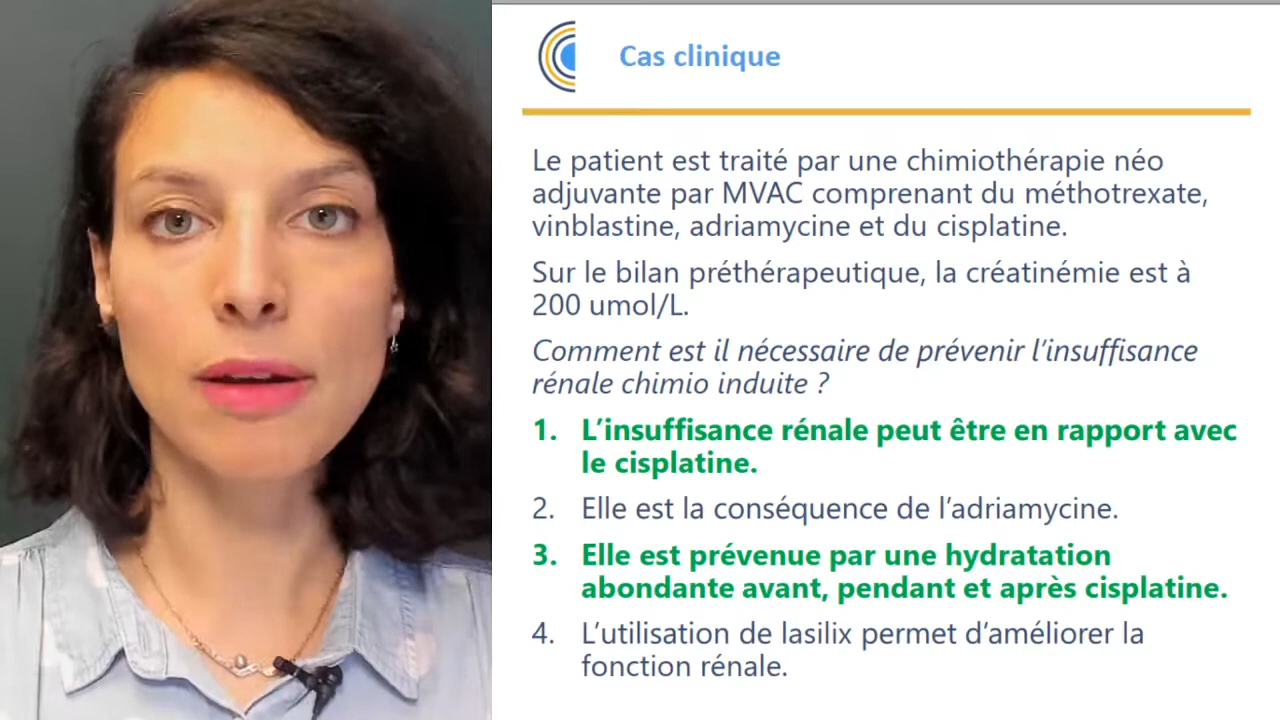 Cas clinique
Le patient est traité par une chimiothérapie néo
adjuvante par MVAC comprenant du méthotrexate,
vinblastine, adriamycine et du cisplatine.
Sur le bilan préthérapeutique, la créatinémie est à
200 umol/L.
Comment est il nécessaire de prévenir l'insuffisance
rénale chimio induite ?
1. L'insuffisance rénale peut être en rapport avec
le cisplatine.
2. Elle est la conséquence de l'adriamycine.
3. Elle est prévenue par une hydratation
abondante avant, pendant et après cisplatine.
4. L'utilisation de lasilix permet d'améliorer la
fonction rénale.